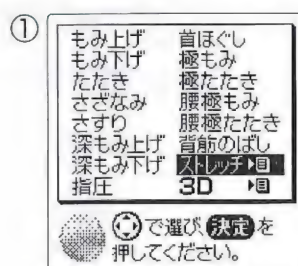 ①
もみ上げ 首ほぐし
もみ下げ 極もみ
たたき 極たたき
さざなみ 腰極もみ
さすり 腰極たたき
深もみ上げ 背筋のばし
深もみ下げ ストレッチ
指圧 3D
で選び、決定を
押してください。